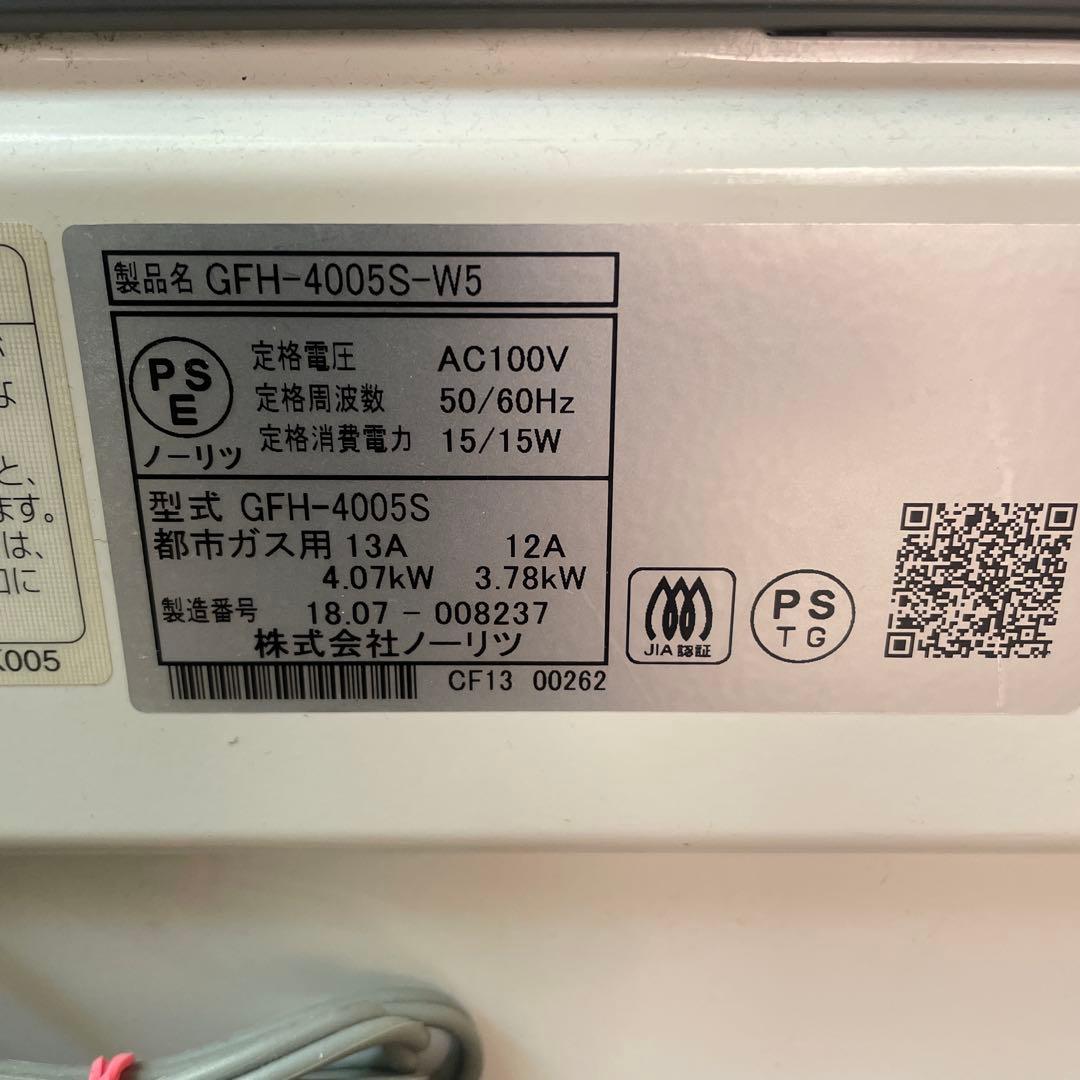 製品名 GFH-4005S-W5
PS
E
ノーリツ
定格電圧 AC100V
定格周波数 50/60Hz
定格消費電力 15/15W
型式 GFH-4005S
都市ガス用 13A 12A
4.07kW 3.78kW
製造番号 18.07 - 008237
株式会社ノーリツ
CF13 00262
JIA 認証
PS
TG
よ
と、
ます。
は、
に
K005